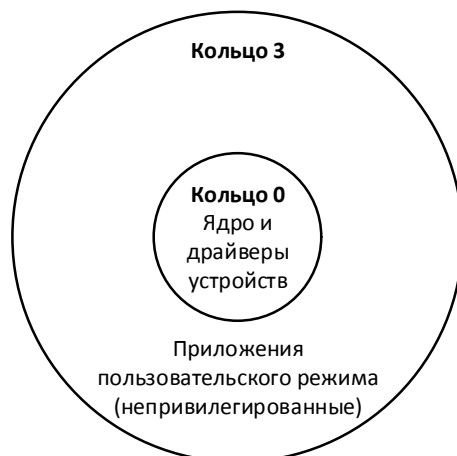 Кольцо 3
Кольцо 0
Ядро и
драйверы
устройств
Приложения
пользовательского режима
(непривилегированные)